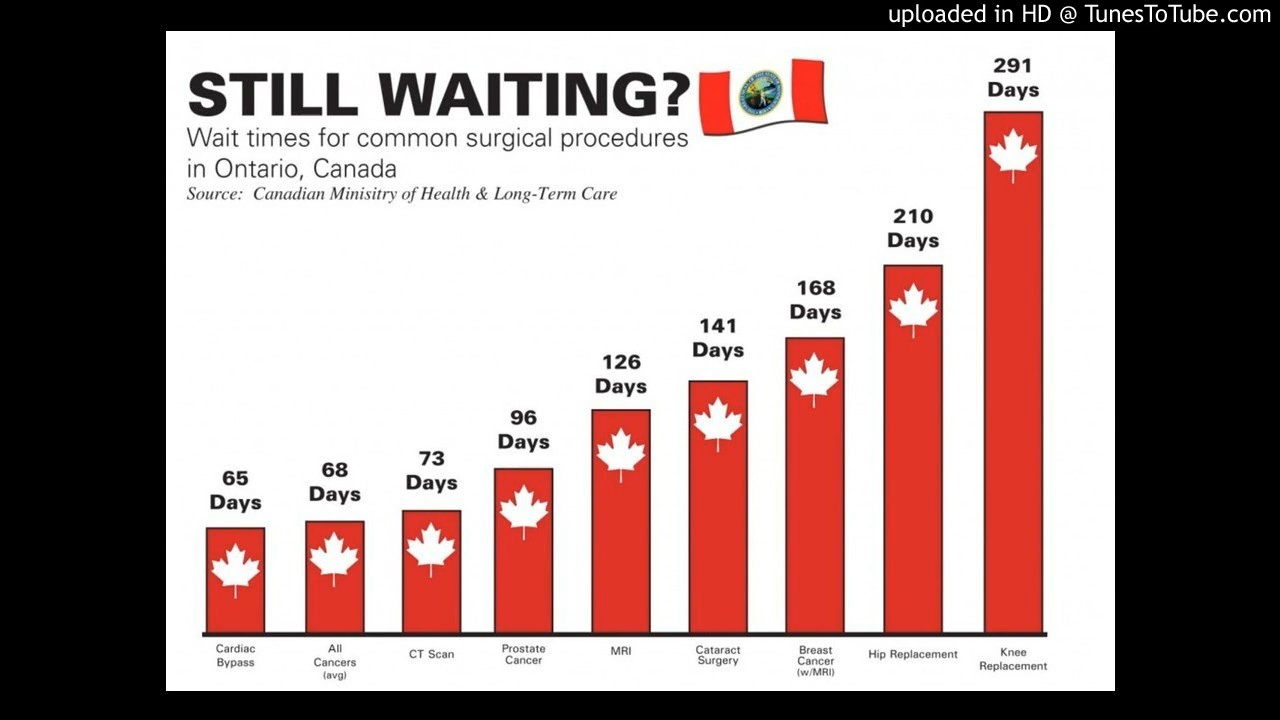 uploaded in HD @ TunesToTube.com
STILL WAITING?
Wait times for common surgical procedures
in Ontario, Canada
Source: Canadian Minisitry of Health & Long-Term Care
65
Days
68
Days
73
Days
96
Days
126
Days
141
Days
168
Days
210
Days
291
Days
Cardiac
Bypass
All
Cancers
(avg)
CT Scan
Prostate
Cancer
MRI
Cataract
Surgery
Breast
Cancer
(w/MRI)
Hip Replacement
Knee
Replacement